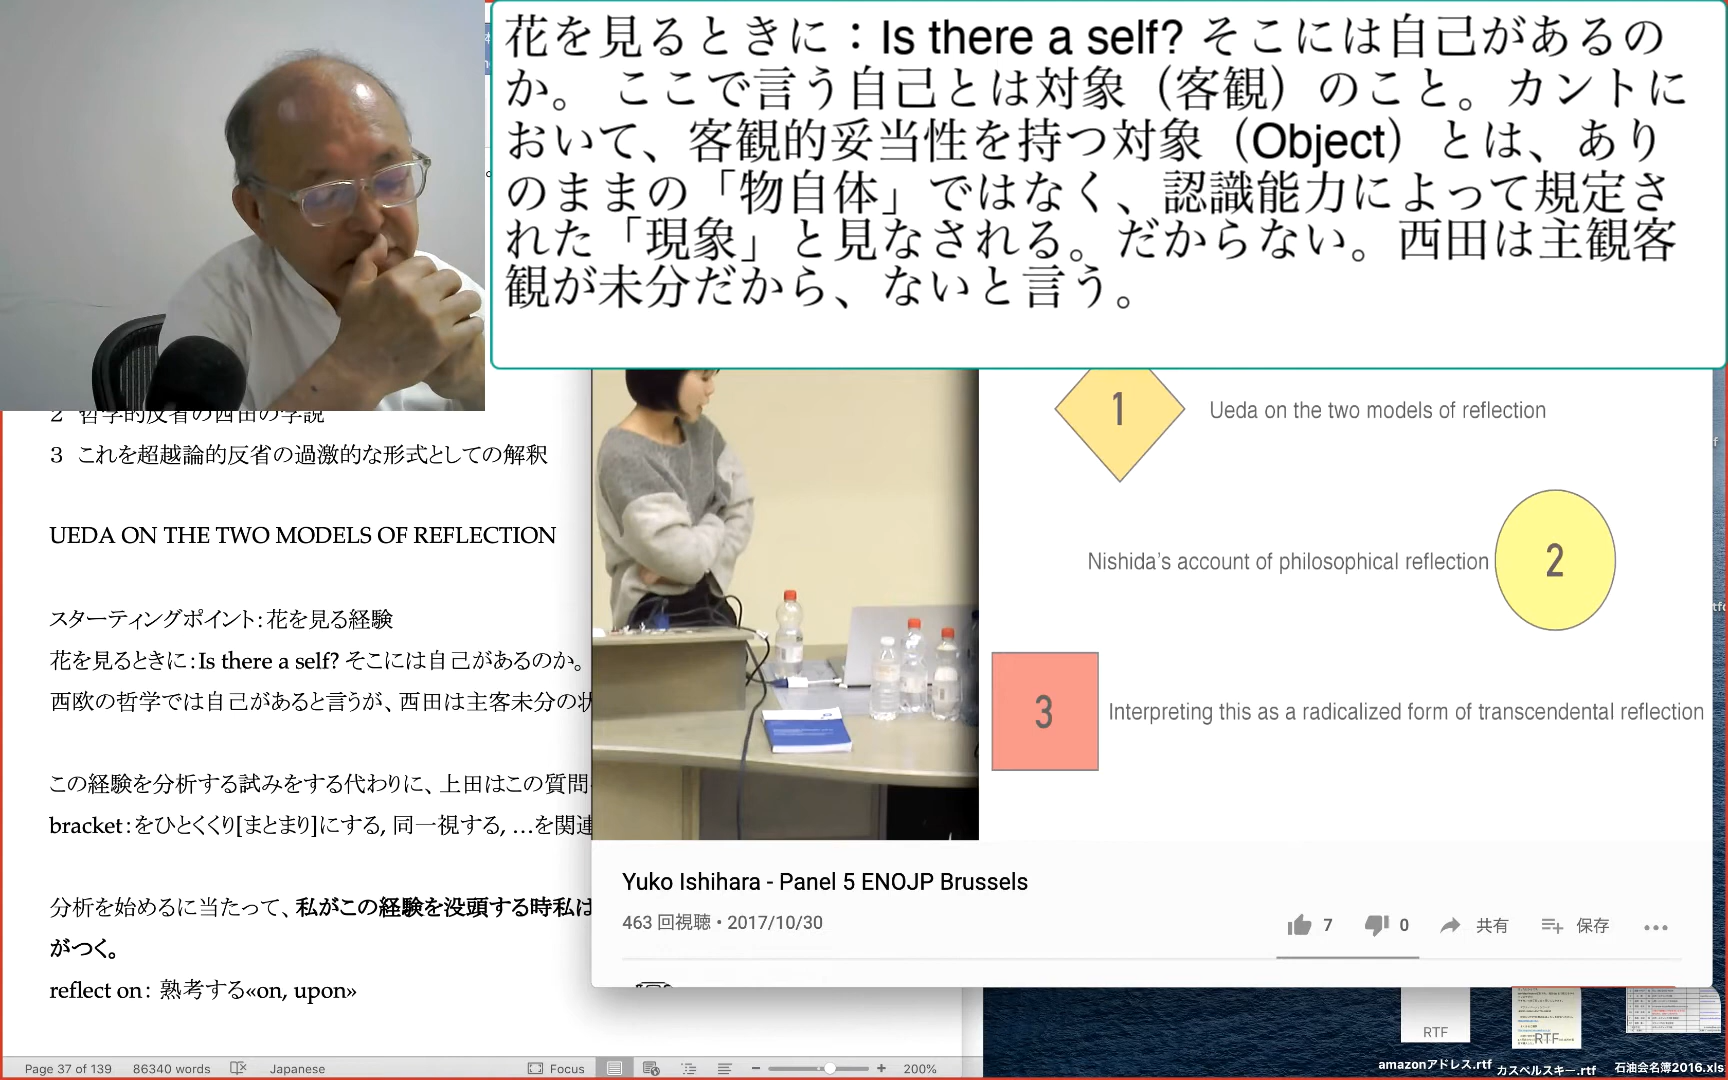 花を見るときに：Is there a self? そこには自己があるの
か。 ここで言う自己とは対象（客観）のこと。カントに
おいて、客観的妥当性を持つ対象（Object）とは、あり
のままの「物自体」ではなく、認識能力によって規定さ
れた「現象」と見なされる。だからない。西田は主観客
観が未分だから、ないと言う。
2 哲学的反省の西田の学説
3 これを超越論的反省の過激的な形式としての解釈
UEDA ON THE TWO MODELS OF REFLECTION
スターティングポイント：花を見る経験
花を見るときに：Is there a self? そこには自己があるのか。
西欧の哲学では自己があると言うが、西田は主客未分の状
この経験を分析する試みをする代わりに、上田はこの質問
bracket：をひとくくり[まとまり]にする, 同一視する, …を関連
分析を始めるに当たって、私がこの経験を没頭する時私は
がつく。
reflect on： 熟考する«on, upon»
1
Ueda on the two models of reflection
Nishida's account of philosophical reflection
2
3
Interpreting this as a radicalized form of transcendental reflection
Yuko Ishihara - Panel 5 ENOJP Brussels
463 回視聴・2017/10/30
7
0
共有
保存
RTF
RTF
amazonアドレス.rtf
カスペルスキー.rtf
石油会名簿2016.xls
Page 37 of 139
86340 words
Japanese
Focus
200%